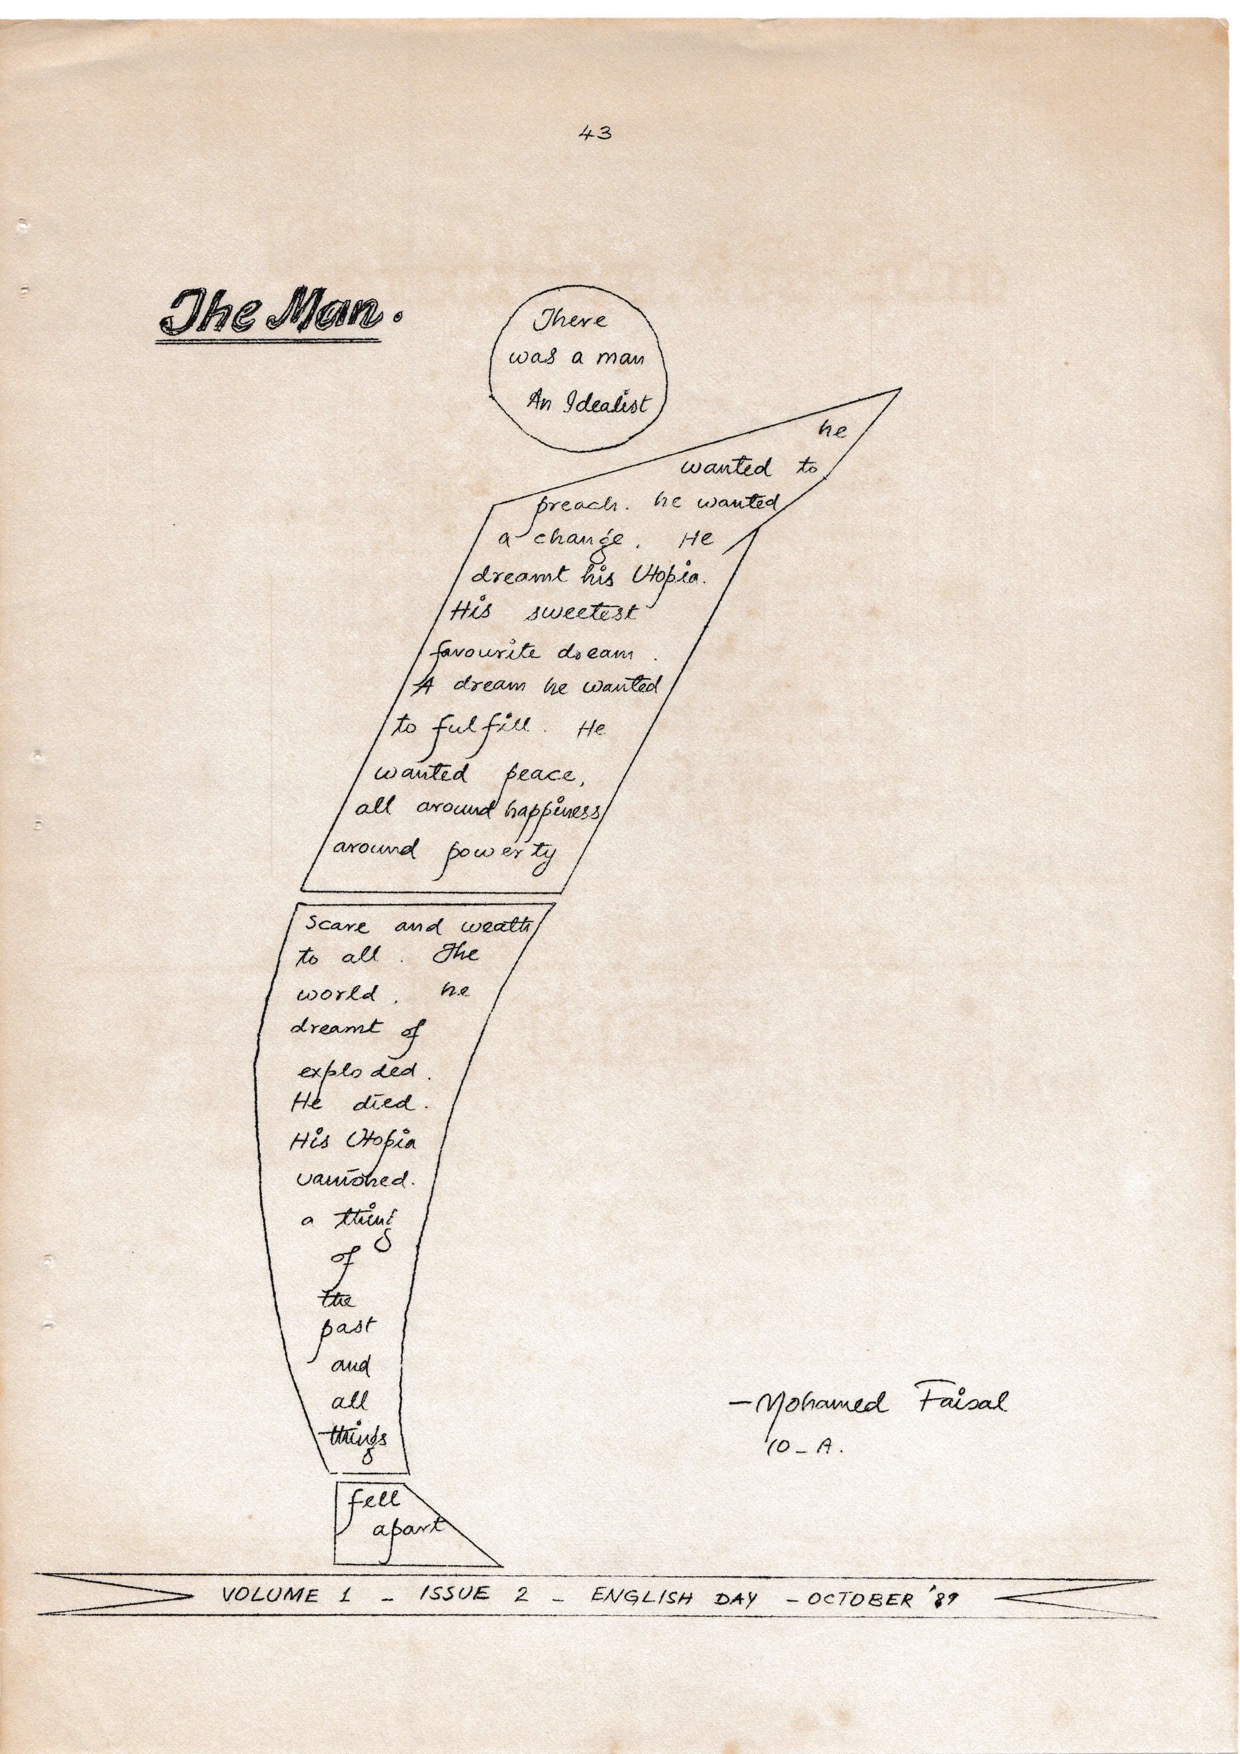 43
The Man.
There
was a man
An Idealist
he
wanted to
preach. he wanted
a change. He
dreamt his Utopia.
His sweetest
favourite dream.
A dream he wanted
to fulfill. He
wanted peace,
all around happiness
around powerty
Scare and wealth
to all. The
world, he
dreamt of
exploded.
He died.
His Utopia
vanished.
a thing
of
the
past
and
all
things
fell
apart
—Mohamed Faisal
10-A.
VOLUME 1 - ISSUE 2 - ENGLISH DAY - OCTOBER '89